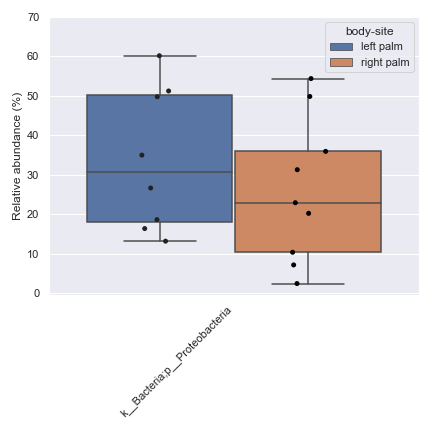 70
60
50
40
30
20
10
0
Relative abundance (%)
body-site
left palm
right palm
k__Bacteria;p__Proteobacteria